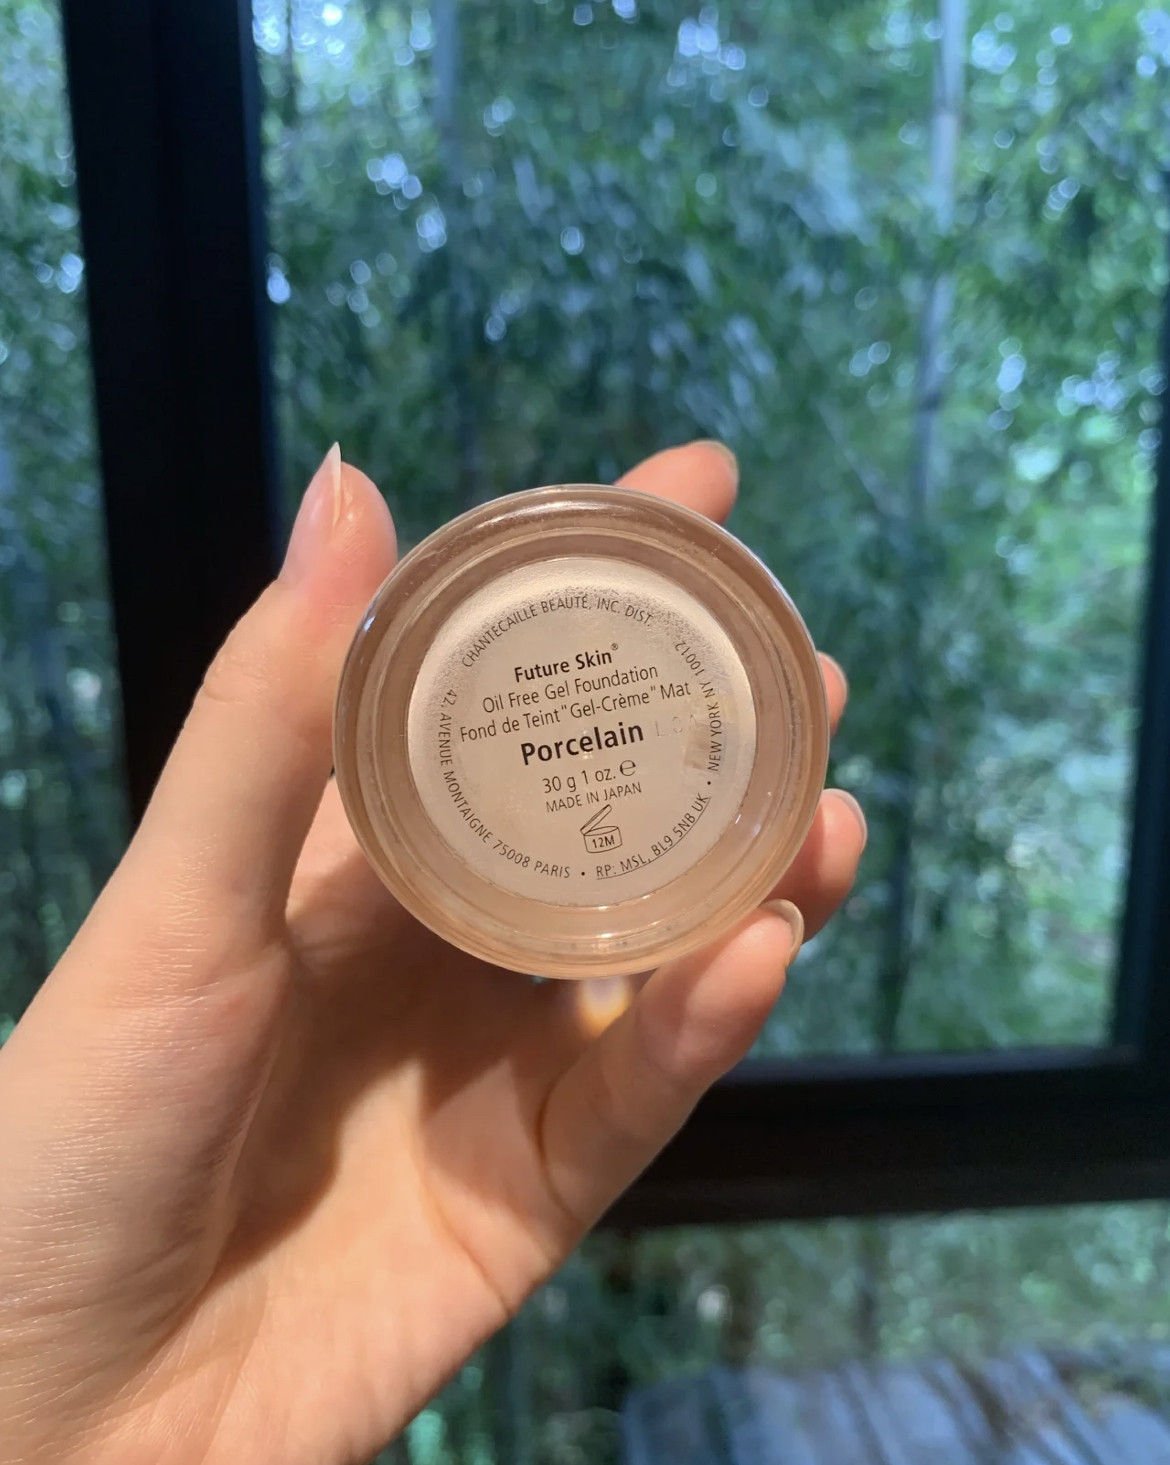 CHANTECAILLE BEAUTÉ, INC. DIST.
Future Skin®
Oil Free Gel Foundation
Fond de Teint "Gel-Crème" Mat
Porcelain
30 g 1 oz. ℮
MADE IN JAPAN
12M
42, AVENUE MONTAIGNE 75008 PARIS • RP: MSL, BL9 5NB UK • NEW YORK NY 10012